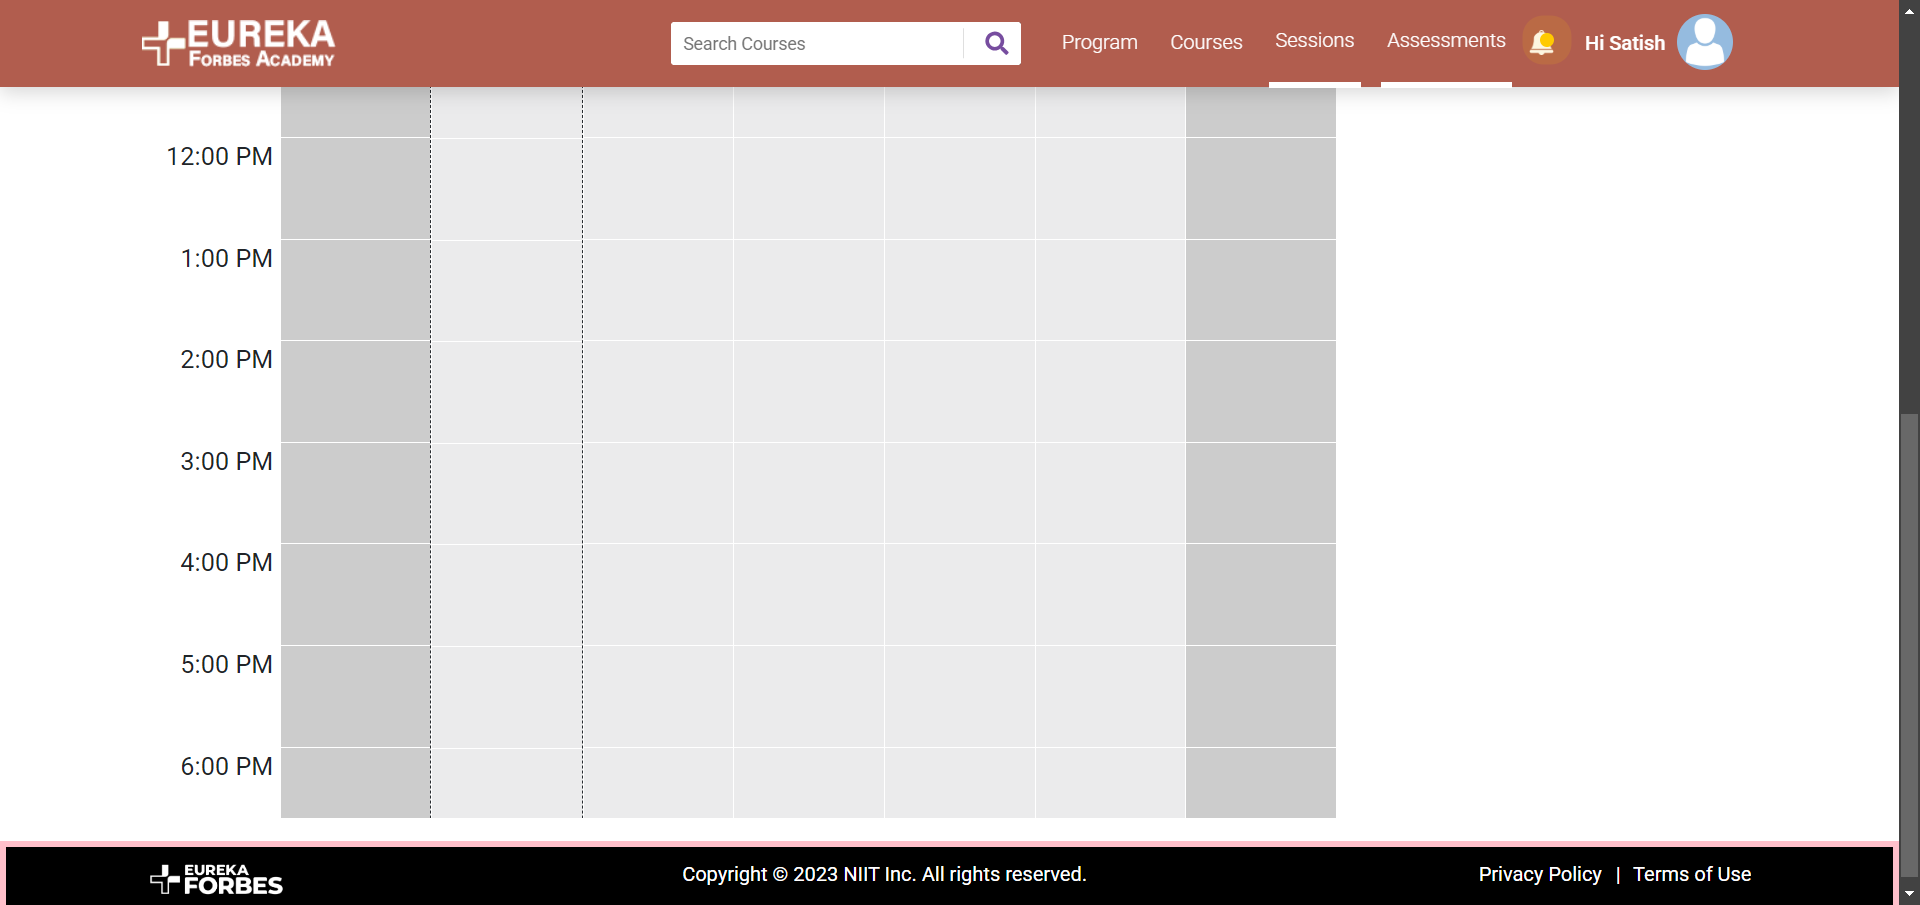 EUREKA
FORBES ACADEMY
Search Courses
Program
Courses
Sessions
Assessments
Hi Satish
12:00 PM
1:00 PM
2:00 PM
3:00 PM
4:00 PM
5:00 PM
6:00 PM
EUREKA
FORBES
Copyright © 2023 NIIT Inc. All rights reserved.
Privacy Policy | Terms of Use